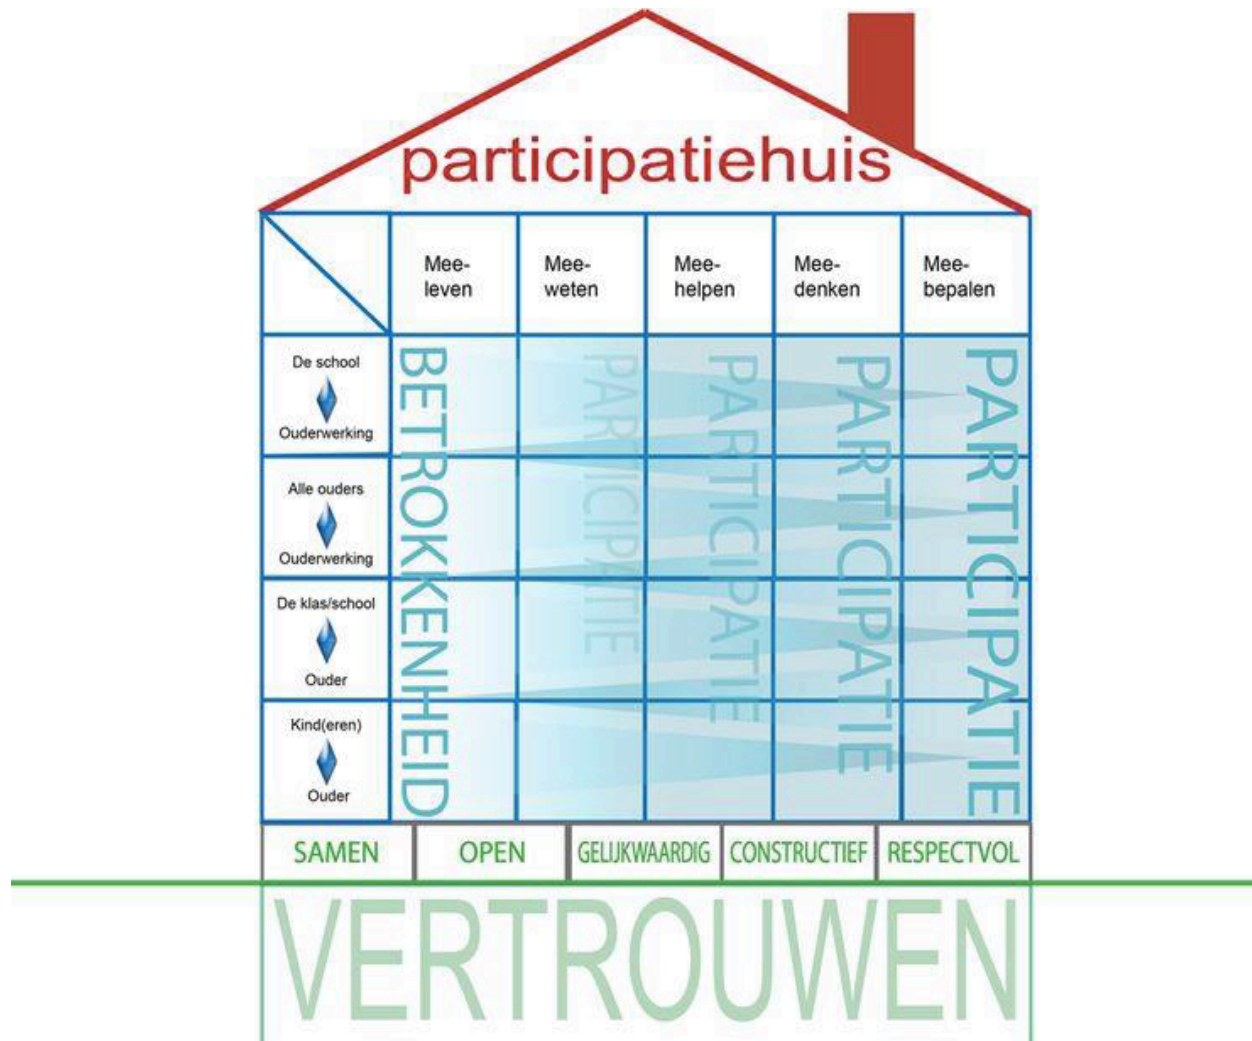 participatiehuis
Mee-
leven
Mee-
weten
Mee-
helpen
Mee-
denken
Mee-
bepalen
De school
Ouderwerking
Alle ouders
Ouderwerking
De klas/school
Ouder
Kind(eren)
Ouder
BETROKKENHEID
PARTICIPATIE
PARTICIPATIE
PARTICIPATIE
PARTICIPATIE
SAMEN
OPEN
GELIJKWAARDIG
CONSTRUCTIEF
RESPECTVOL
VERTROUWEN